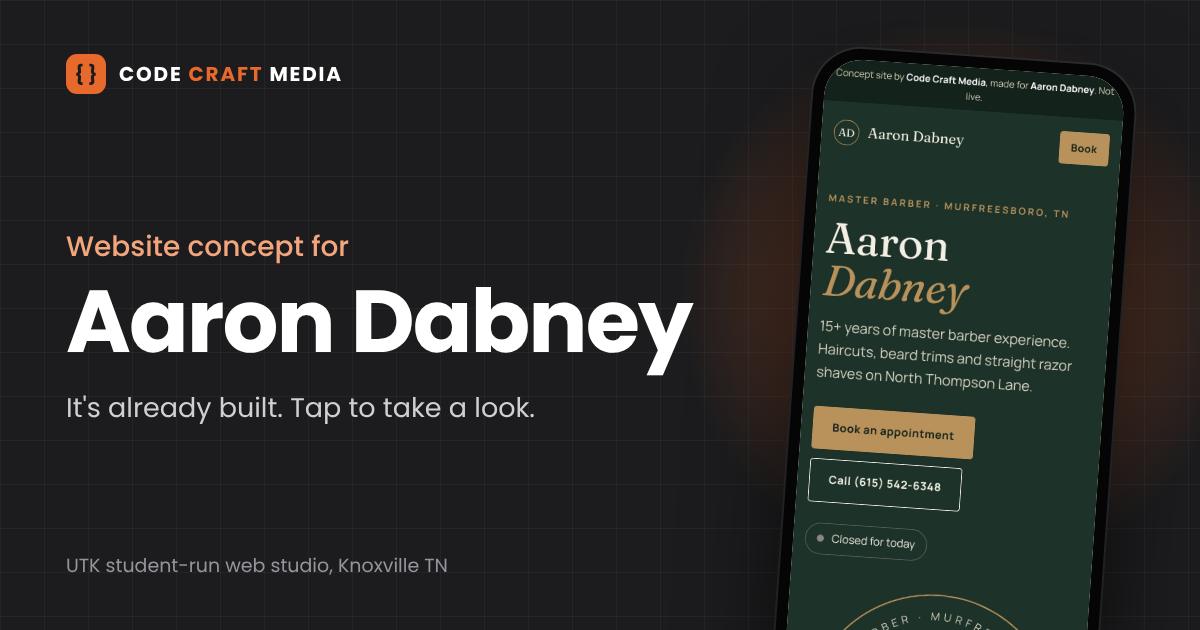 { } CODE CRAFT MEDIA
Website concept for
Aaron Dabney
It's already built. Tap to take a look.
UTK student-run web studio, Knoxville TN
Concept site by Code Craft Media, made for Aaron Dabney. Not
live.
AD Aaron Dabney
Book
MASTER BARBER · MURFREESBORO, TN
Aaron
Dabney
15+ years of master barber experience.
Haircuts, beard trims and straight razor
shaves on North Thompson Lane.
Book an appointment
Call (615) 542-6348
Closed for today